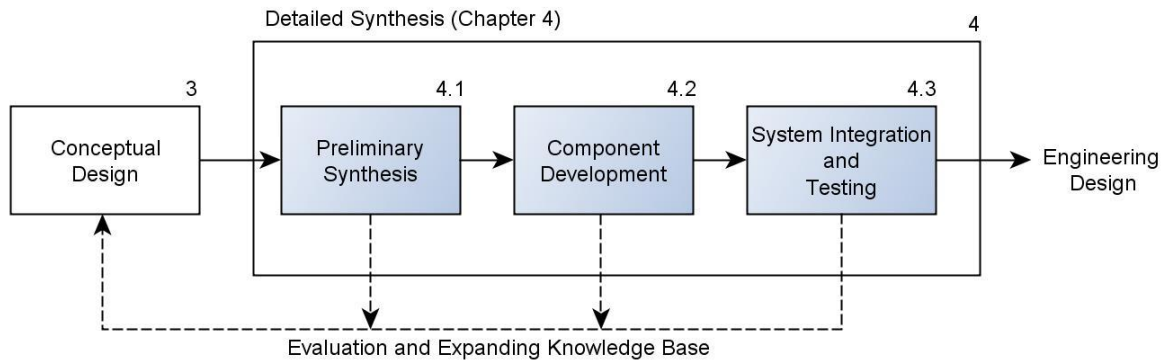 Detailed Synthesis (Chapter 4)
4
3
4.1
4.2
4.3
Conceptual
Design
Preliminary
Synthesis
Component
Development
System Integration
and
Testing
Engineering
Design
Evaluation and Expanding Knowledge Base